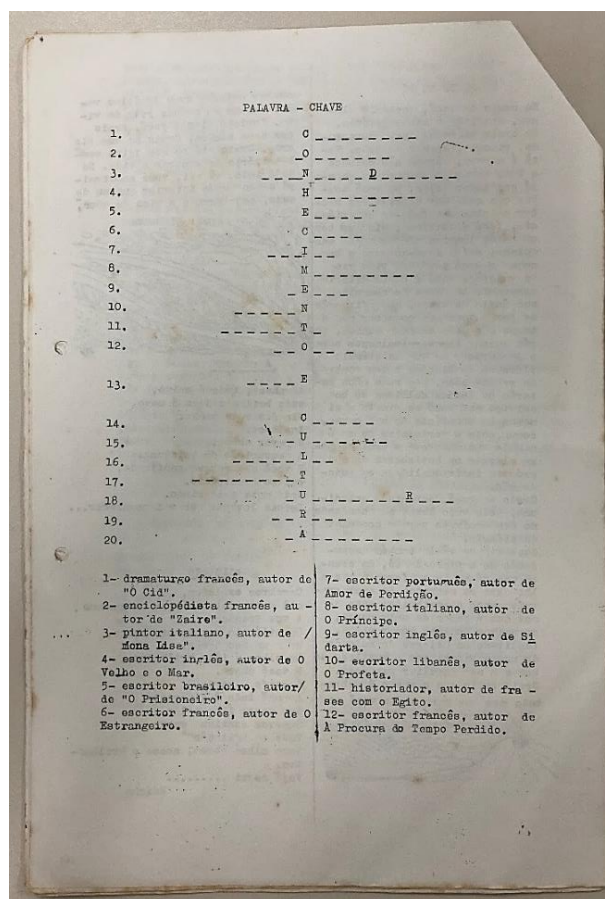 PALAVRA - CHAVE
1. C _ _ _ _ _ _ _ _
2. _ O _ _ _ _ _ _
3. _ _ _ _ N _ _ _ _ D _ _ _ _ _ _
4. H _ _ _ _ _ _ _ _
5. E _ _ _ _
6. C _ _ _ _
7. _ _ _ I _ _
8. M _ _ _ _ _ _ _ _
9. _ E _ _ _
10. _ _ _ _ _ N
11. _ _ _ _ _ _ T _
12. _ _ O _ _ _
13. _ _ _ _ E
14. C _ _ _ _ _
15. _ U _ _ _ _ _ _
16. _ _ _ _ _ L _ _
17. _ _ _ _ _ _ _ _ T
18. _ U _ _ _ _ _ _ _ R _ _ _
19. _ _ R _ _ _
20. _ A _ _ _ _ _ _ _ _
1- dramaturgo francês, autor de
"O Cid".
2- enciclopédista francês, au -
tor de "Zaire".
3- pintor italiano, autor de /
Mona Lisa".
4- escritor inglês, autor de O
Velho e o Mar.
5- escritor brasileiro, autor/
de "O Prisioneiro".
6- escritor francês, autor de O
Estrangeiro.
7- escritor português, autor de
Amor de Perdição.
8- escritor italiano, autor de
O Príncipe.
9- escritor inglês, autor de Si
darta.
10- escritor libanês, autor de
O Profeta.
11- historiador, autor de fra -
ses com o Egito.
12- escritor francês, autor de
À Procura do Tempo Perdido.